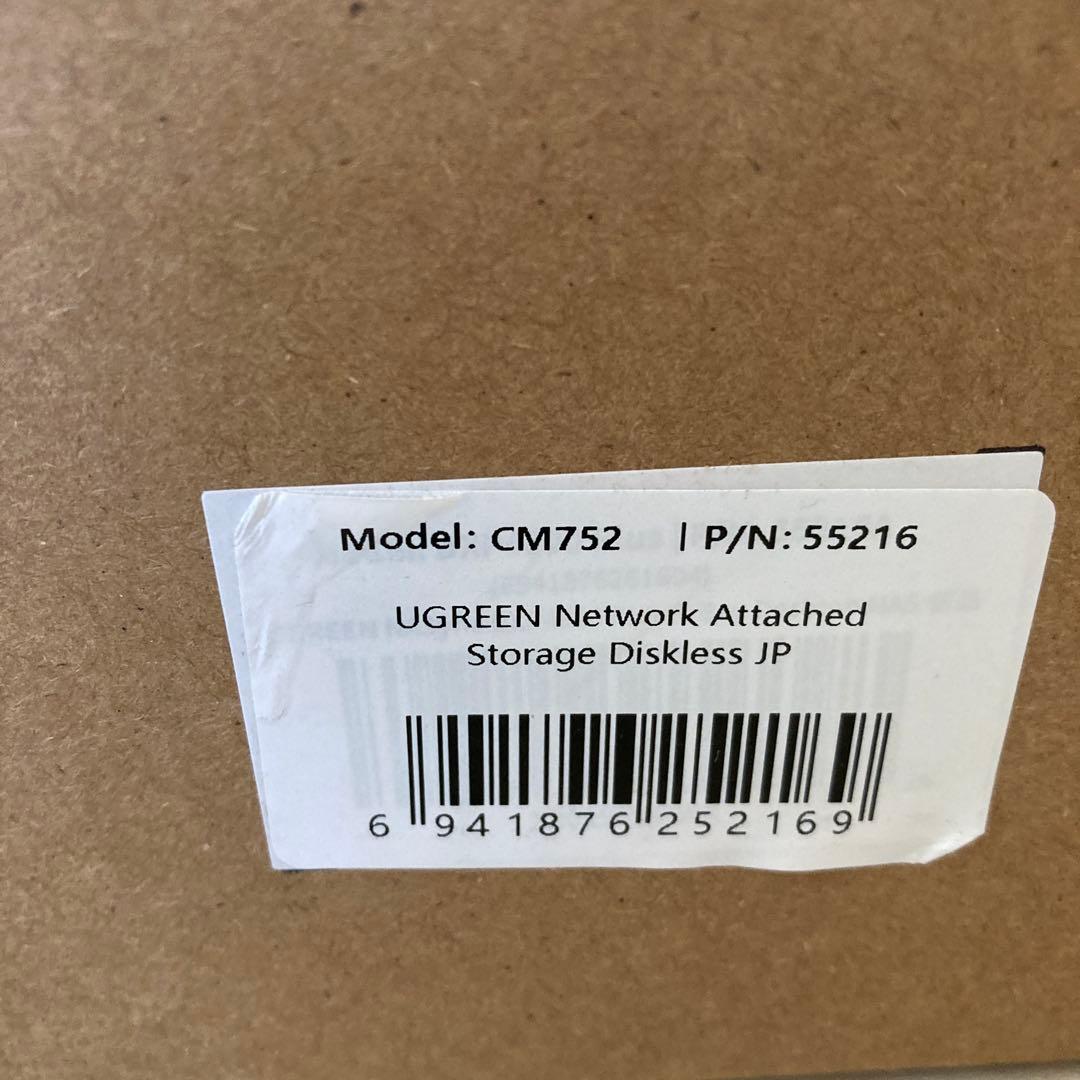 Model: CM752 | P/N: 55216
UGREEN Network Attached
Storage Diskless JP
6 941876 252169